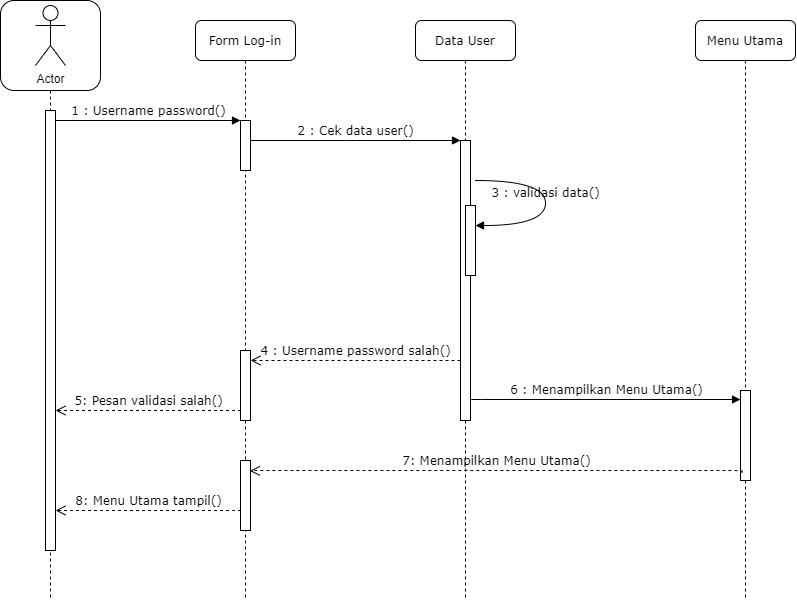 Actor
Form Log-in
Data User
Menu Utama
1 : Username password()
2 : Cek data user()
3 : validasi data()
4 : Username password salah()
5: Pesan validasi salah()
6 : Menampilkan Menu Utama()
7: Menampilkan Menu Utama()
8: Menu Utama tampil()